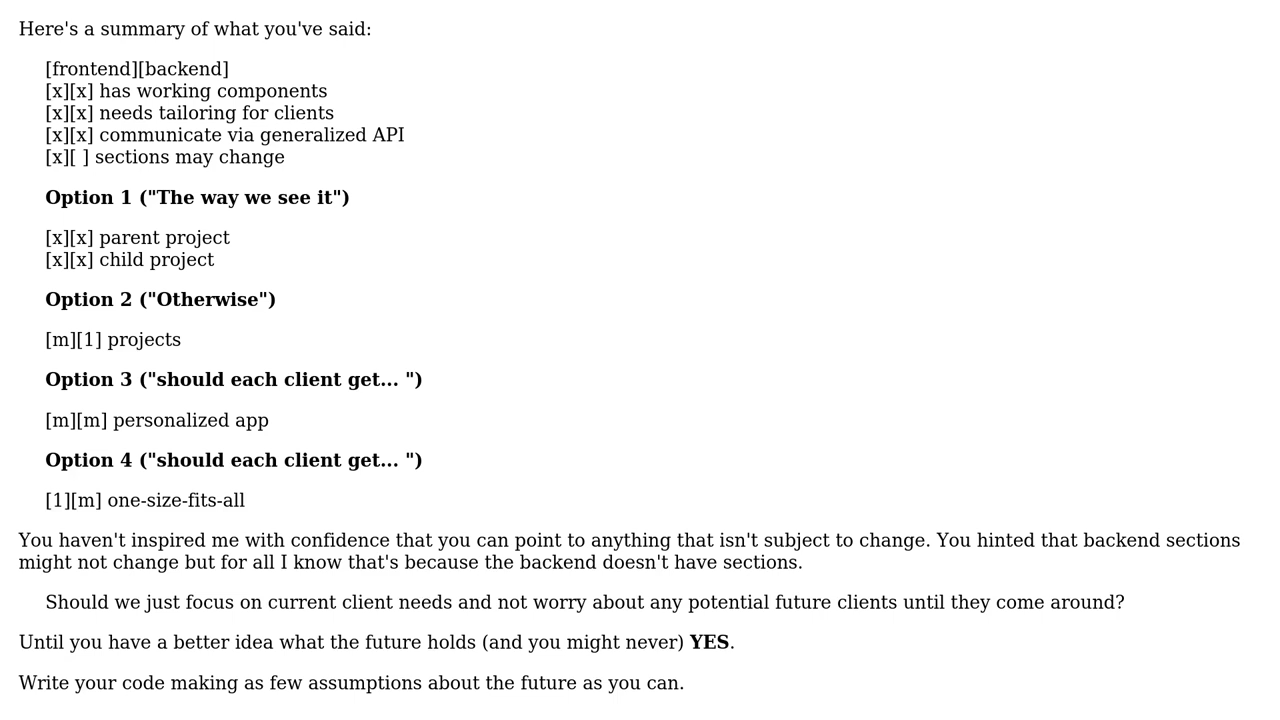 Here's a summary of what you've said:
[frontend][backend]
[x][x] has working components
[x][x] needs tailoring for clients
[x][x] communicate via generalized API
[x][ ] sections may change
Option 1 ("The way we see it")
[x][x] parent project
[x][x] child project
Option 2 ("Otherwise")
[m][1] projects
Option 3 ("should each client get... ")
[m][m] personalized app
Option 4 ("should each client get... ")
[1][m] one-size-fits-all
You haven't inspired me with confidence that you can point to anything that isn't subject to change. You hinted that backend sections
might not change but for all I know that's because the backend doesn't have sections.
Should we just focus on current client needs and not worry about any potential future clients until they come around?
Until you have a better idea what the future holds (and you might never) YES.
Write your code making as few assumptions about the future as you can.